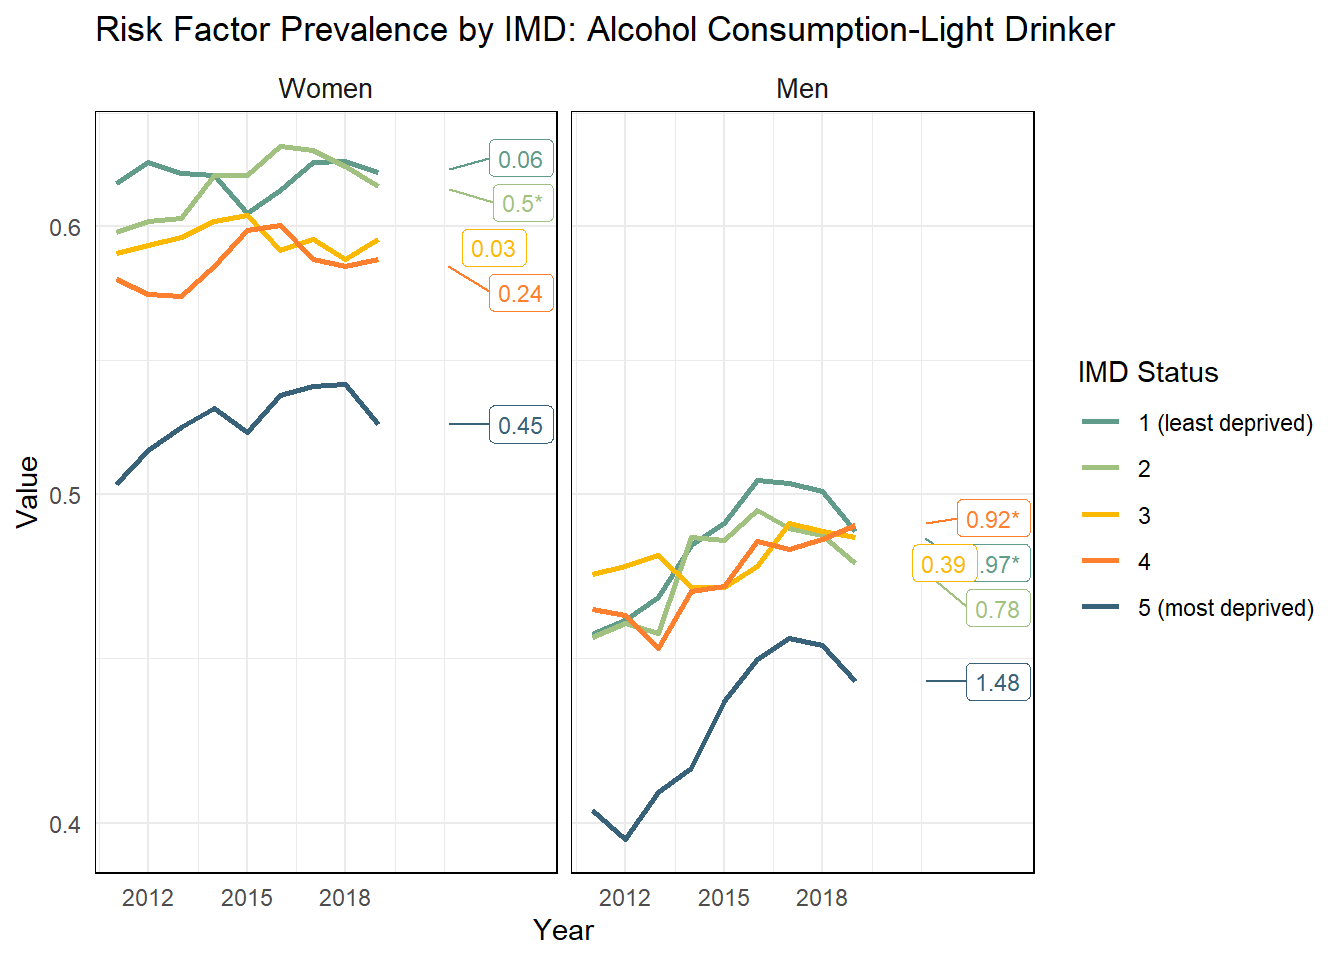 Risk Factor Prevalence by IMD: Alcohol Consumption-Light Drinker
Women
Men
0.06
0.5*
0.6
0.03
0.24
0.45
Value
0.5
0.92*
0.39
.97*
0.78
1.48
0.4
IMD Status
1 (least deprived)
2
3
4
5 (most deprived)
2012
2015
2018
2012
2015
2018
Year